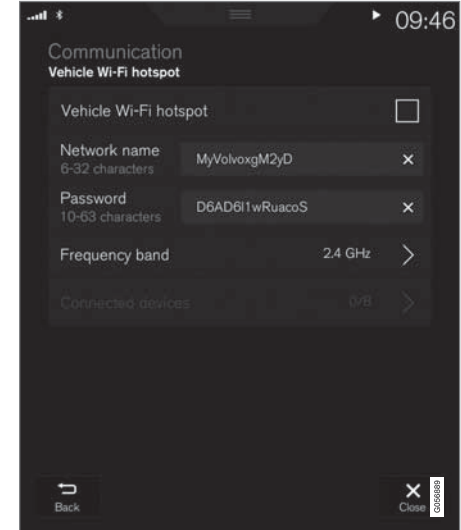 09:46
Communication
Vehicle Wi-Fi hotspot
Vehicle Wi-Fi hotspot
Network name
6-32 characters
MyVolvoxgM2yD
Password
10-63 characters
D6AD6l1wRuacoS
Frequency band 2.4 GHz
Connected devices 0/8
Back
Close
G056889